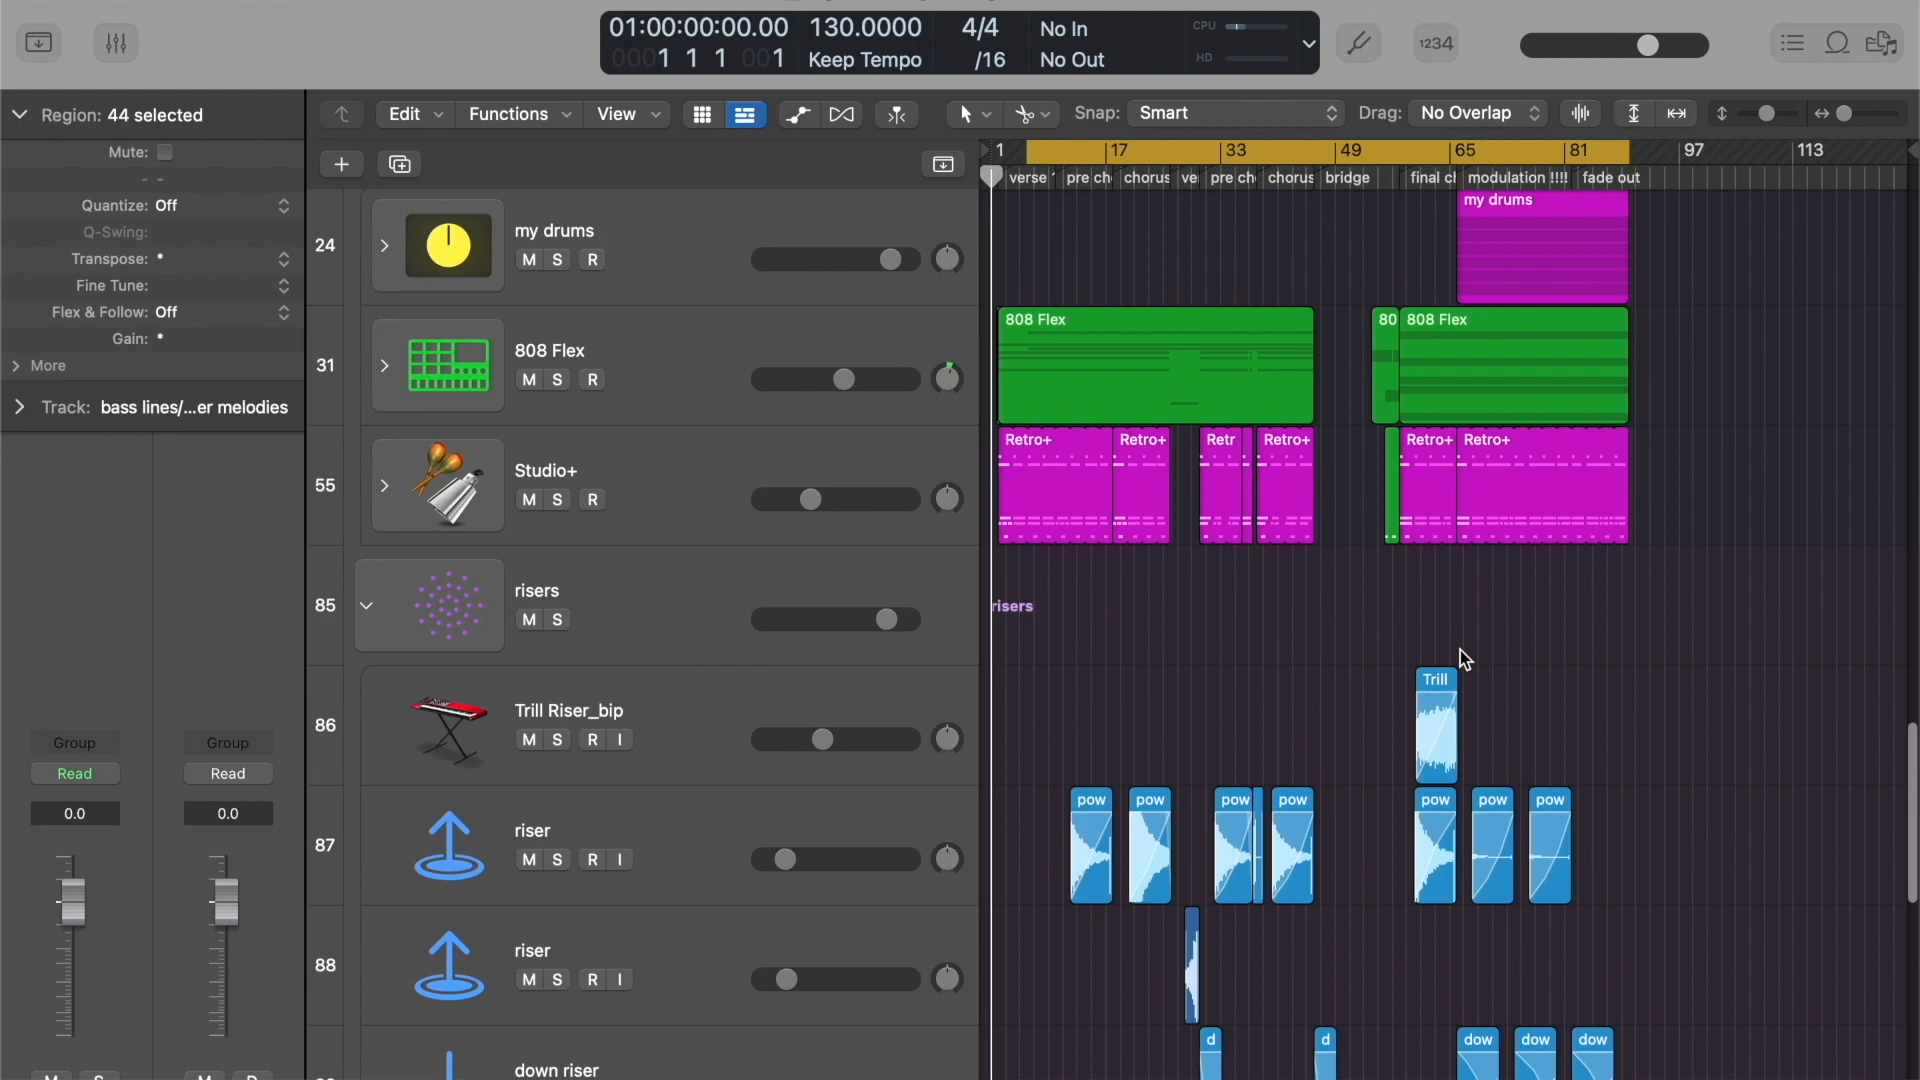 01:00:00:00.00 130.0000 4/4 No In CPU
0001 1 1 001 Keep Tempo /16 No Out HD
1234
Region: 44 selected
Edit Functions View Snap: Smart Drag: No Overlap
Mute:
- -
Quantize: Off
Q-Swing:
Transpose: *
Fine Tune:
Flex & Follow: Off
Gain: *
More
Track: bass lines/...er melodies
Group Group
Read Read
0.0 0.0
M S M D
1 17 33 49 65 81 97 113
verse pre ch chorus ve pre ch chorus bridge final ch modulation !!!! fade out
24 my drums
M S R
my drums
31 808 Flex
M S R
808 Flex 80 808 Flex
55 Studio+
M S R
Retro+ Retro+ Retr Retro+ Retro+ Retro+
85 risers
M S
risers
86 Trill Riser_bip
M S R I
Trill
87 riser
M S R I
pow pow pow pow pow pow pow
88 riser
M S R I
down riser
d d dow dow dow